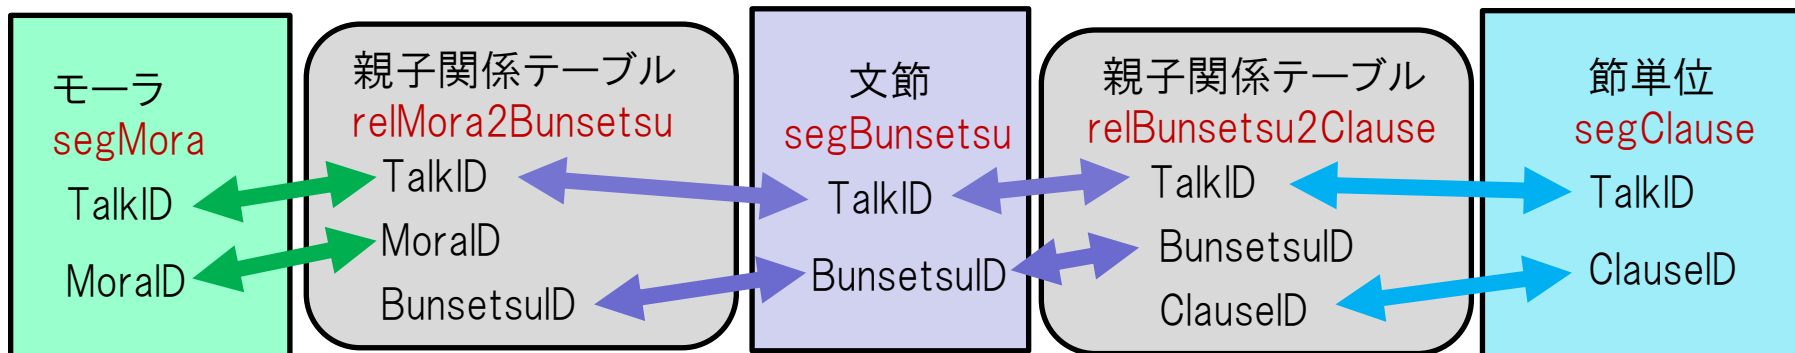 モーラ
segMora
TalkID
MoraID
親子関係テーブル
relMora2Bunsetsu
TalkID
MoraID
BunsetsuID
文節
segBunsetsu
TalkID
BunsetsuID
親子関係テーブル
relBunsetsu2Clause
TalkID
BunsetsuID
ClauseID
節単位
segClause
TalkID
ClauseID